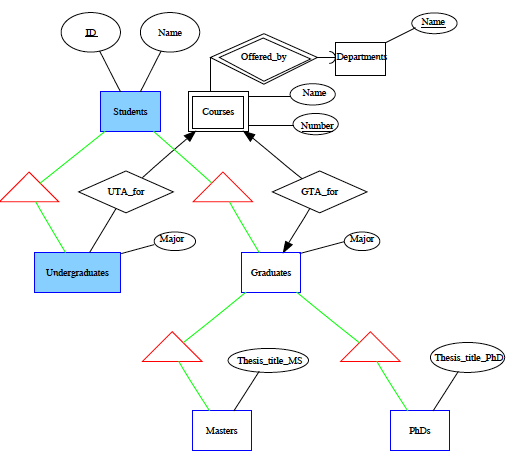 Name
ID
Name
Offered_by
Departments
Name
Students
Courses
Number
UTA_for
GTA_for
Major
Major
Undergraduates
Graduates
Thesis_title_MS
Thesis_title_PhD
Masters
PhDs